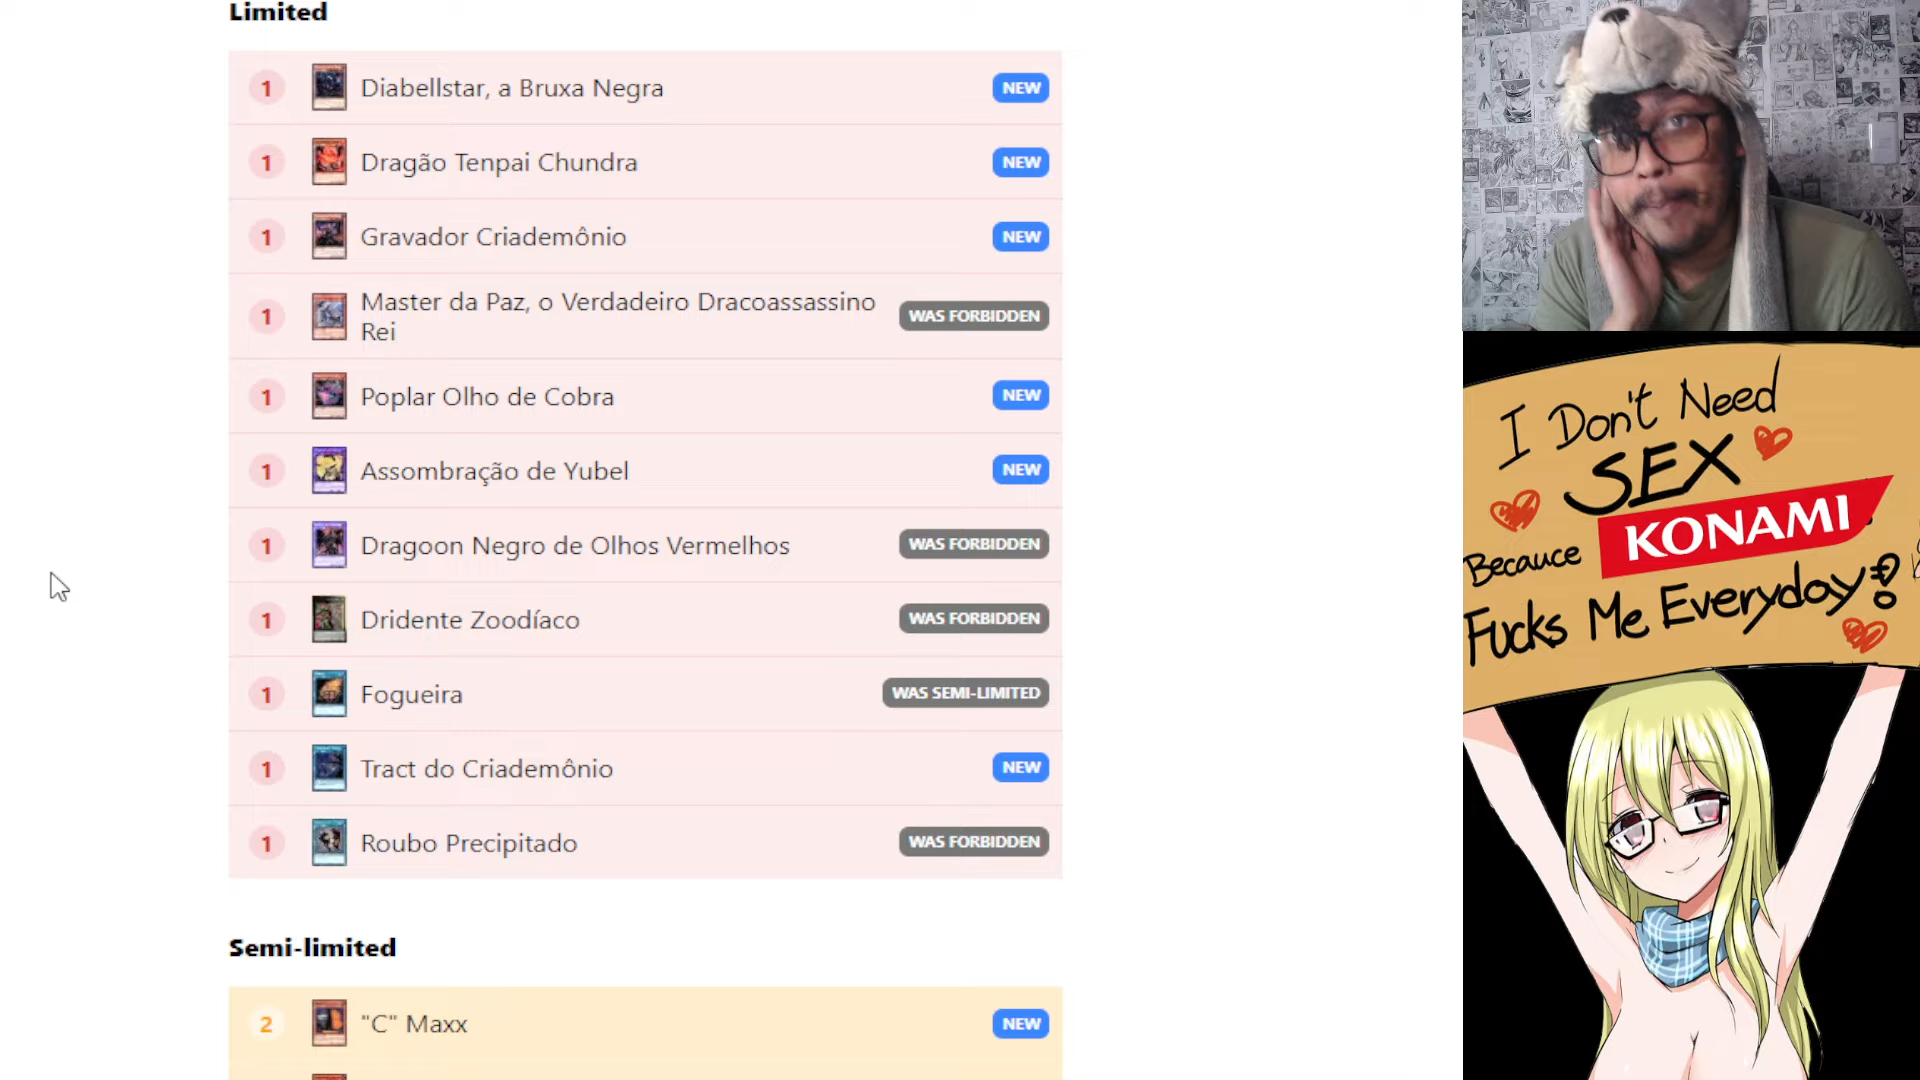 Limited
1 Diabellstar, a Bruxa Negra NEW
1 Dragão Tenpai Chundra NEW
1 Gravador Criademônio NEW
1 Master da Paz, o Verdadeiro Dracoassassino
Rei WAS FORBIDDEN
1 Poplar Olho de Cobra NEW
1 Assombração de Yubel NEW
1 Dragoon Negro de Olhos Vermelhos WAS FORBIDDEN
1 Dridente Zoodíaco WAS FORBIDDEN
1 Fogueira WAS SEMI-LIMITED
1 Tract do Criademônio NEW
1 Roubo Precipitado WAS FORBIDDEN
Semi-limited
2 "C" Maxx NEW
I Don't Need
SEX
Becauce KONAMI
Fucks Me Everyday!